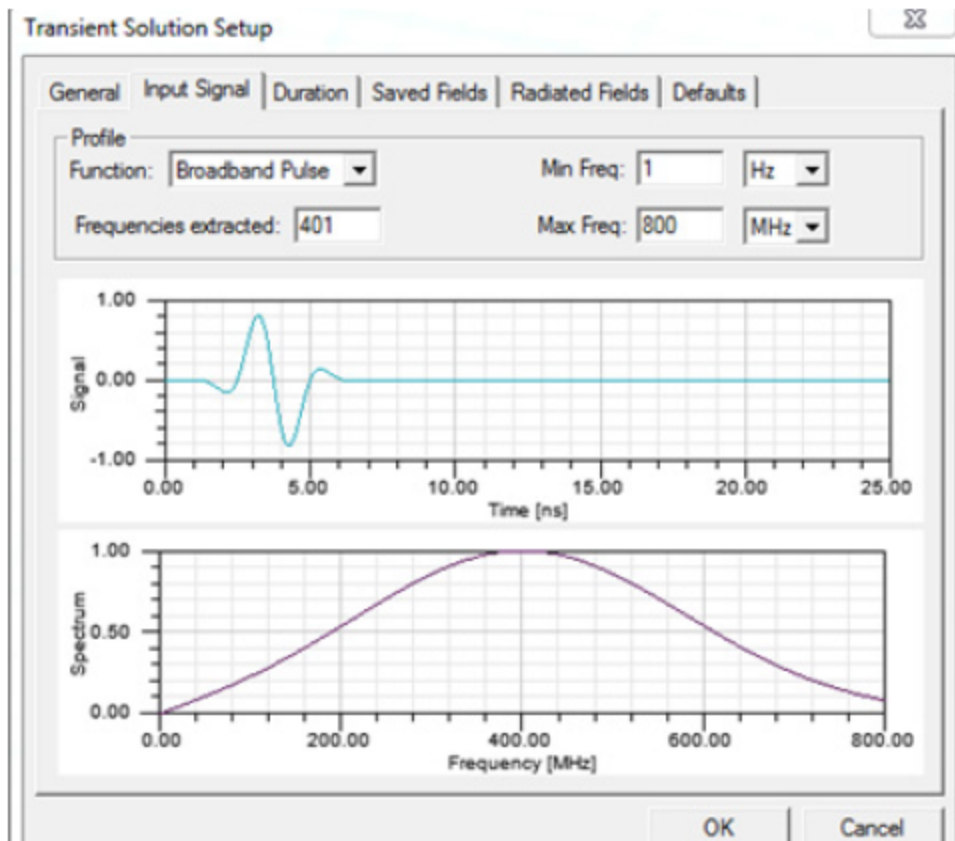 Transient Solution Setup
General Input Signal Duration Saved Fields Radiated Fields Defaults
Profile
Function: Broadband Pulse Min Freq: 1 Hz
Frequencies extracted: 401 Max Freq: 800 MHz
1.00
0.00
-1.00
Signal
0.00 5.00 10.00 15.00 20.00 25.00
Time [ns]
1.00
0.50
0.00
Spectrum
0.00 200.00 400.00 600.00 800.00
Frequency [MHz]
OK Cancel